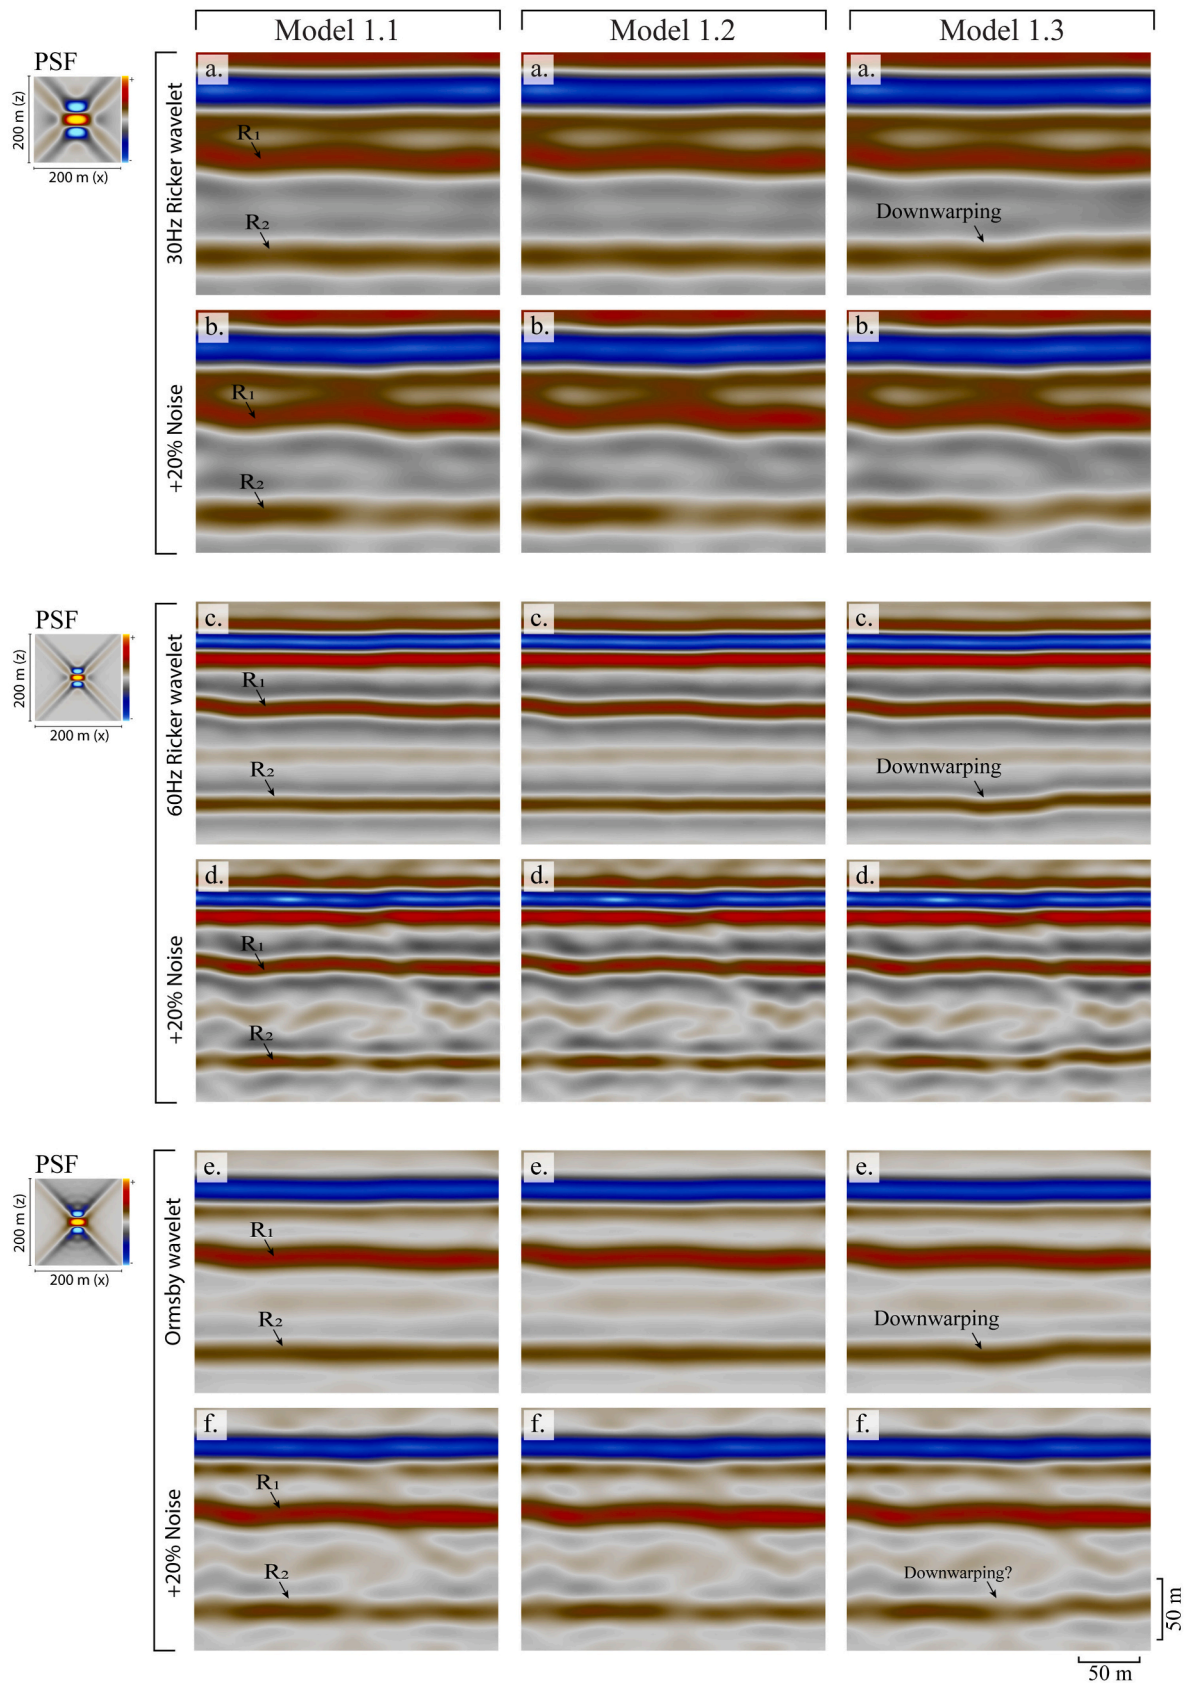 Model 1.1
Model 1.2
Model 1.3
PSF
+
-
200 m (z)
200 m (x)
30Hz Ricker wavelet
a.
R₁
R₂
a.
a.
Downwarping
+20% Noise
b.
R₁
R₂
b.
b.
PSF
+
-
200 m (z)
200 m (x)
60Hz Ricker wavelet
c.
R₁
R₂
c.
c.
Downwarping
+20% Noise
d.
R₁
R₂
d.
d.
PSF
+
-
200 m (z)
200 m (x)
Ormsby wavelet
e.
R₁
R₂
e.
e.
Downwarping
+20% Noise
f.
R₁
R₂
f.
f.
Downwarping?
50 m
50 m